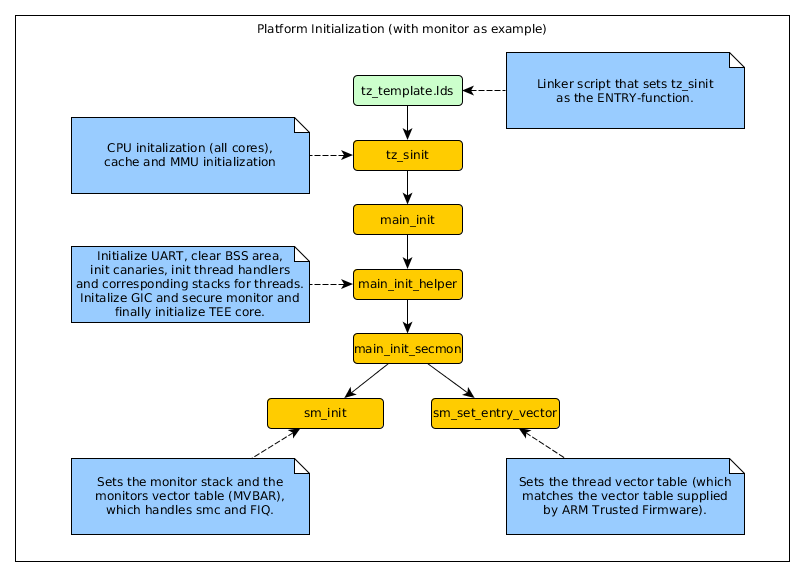 Platform Initialization (with monitor as example)
Linker script that sets tz_sinit
as the ENTRY-function.
tz_template.lds
CPU initalization (all cores),
cache and MMU initialization
tz_sinit
main_init
Initialize UART, clear BSS area,
init canaries, init thread handlers
and corresponding stacks for threads.
Initalize GIC and secure monitor and
finally initialize TEE core.
main_init_helper
main_init_secmon
sm_init
sm_set_entry_vector
Sets the monitor stack and the
monitors vector table (MVBAR),
which handles smc and FIQ.
Sets the thread vector table (which
matches the vector table supplied
by ARM Trusted Firmware).